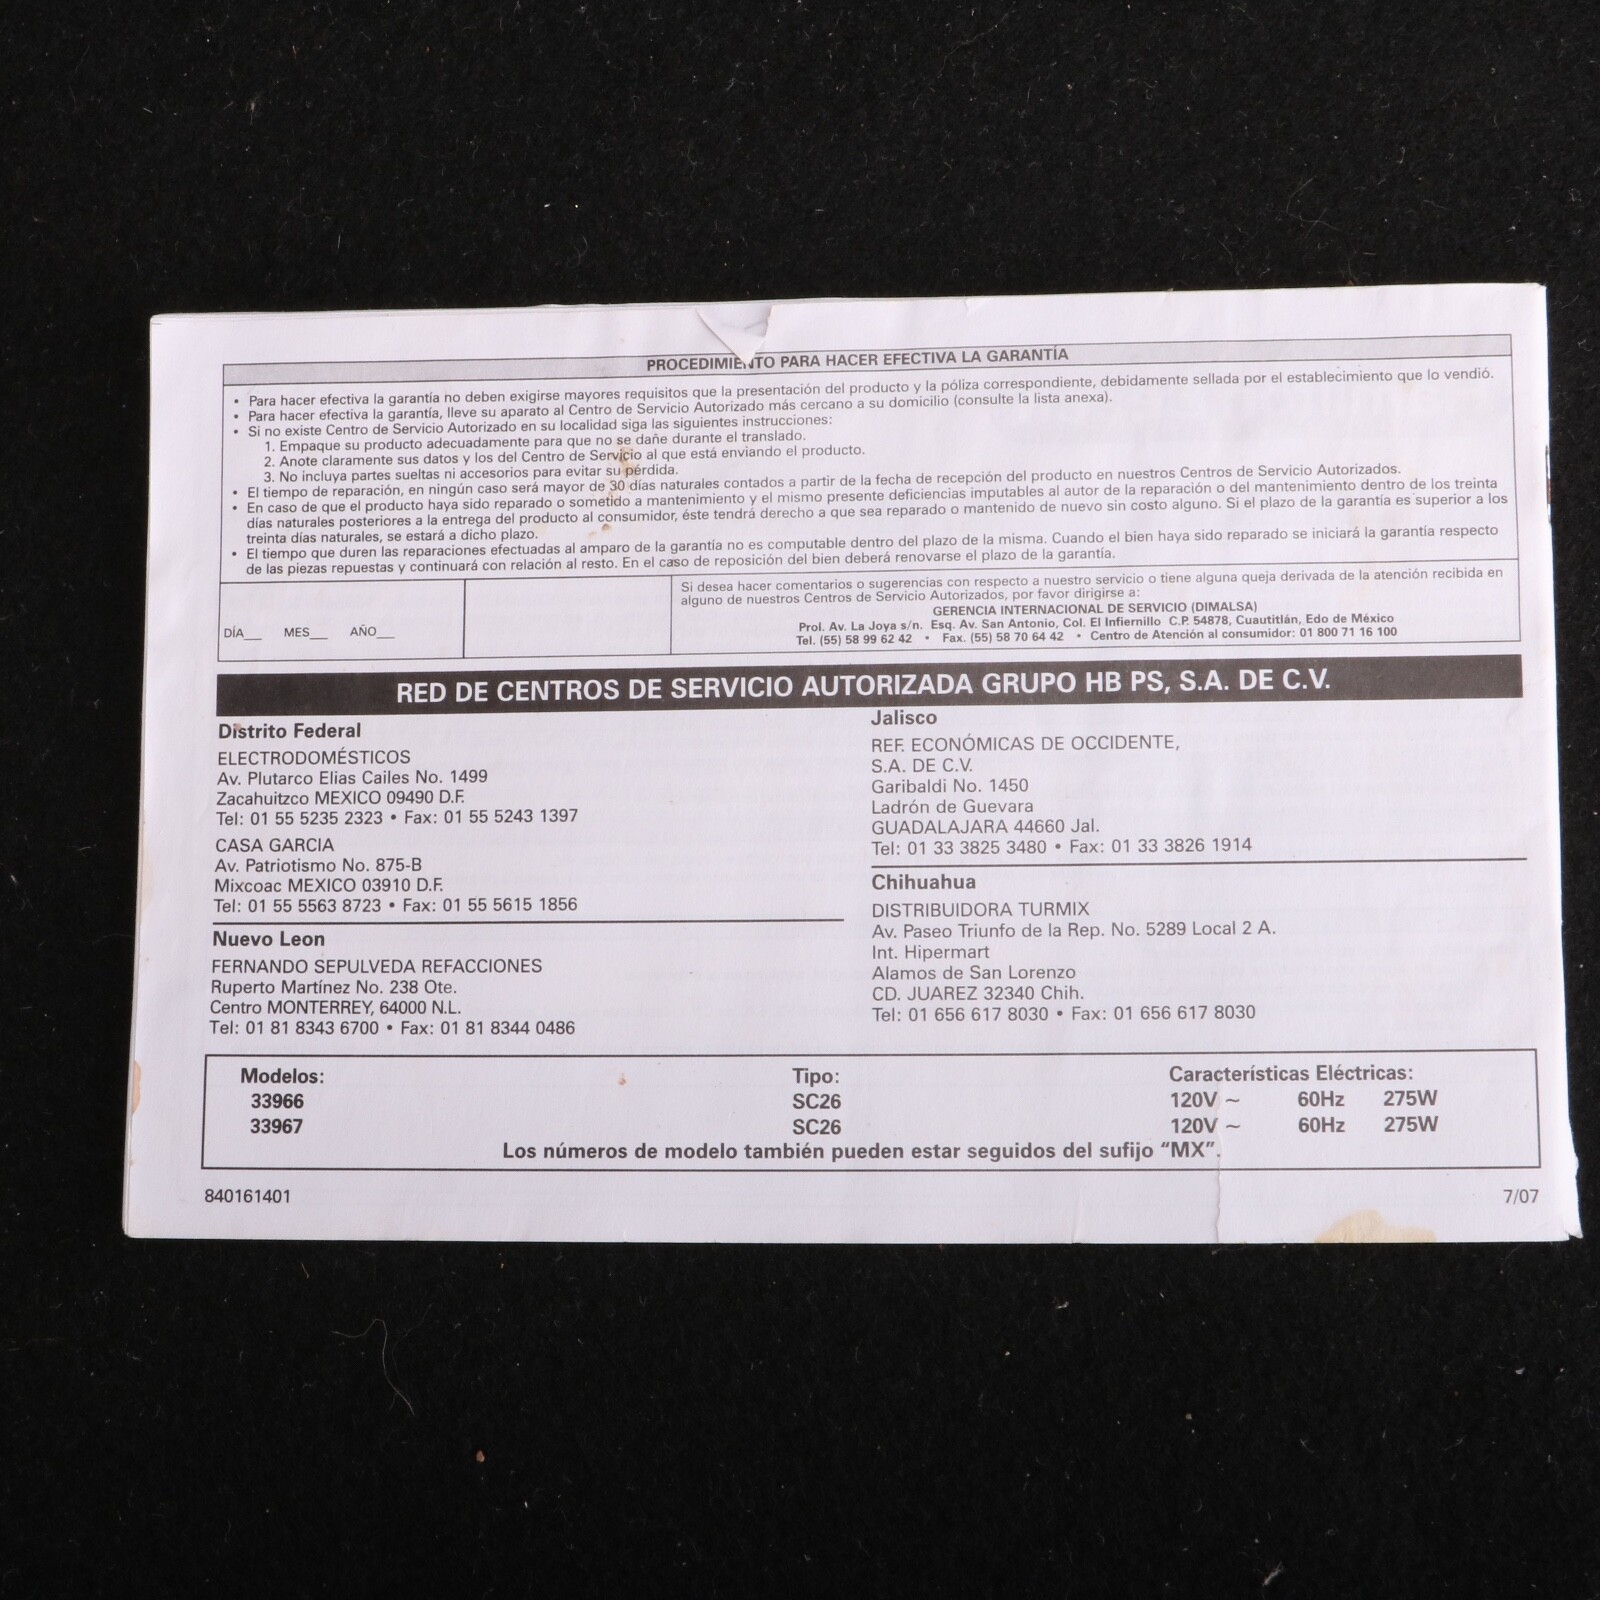 PROCEDIMIENTO PARA HACER EFECTIVA LA GARANTÍA
• Para hacer efectiva la garantía no deben exigirse mayores requisitos que la presentación del producto y la póliza correspondiente, debidamente sellada por el establecimiento que lo vendió.
• Para hacer efectiva la garantía, lleve su aparato al Centro de Servicio Autorizado más cercano a su domicilio (consulte la lista anexa).
• Si no existe Centro de Servicio Autorizado en su localidad siga las siguientes instrucciones:
1. Empaque su producto adecuadamente para que no se dañe durante el translado.
2. Anote claramente sus datos y los del Centro de Servicio al que está enviando el producto.
3. No incluya partes sueltas ni accesorios para evitar su pérdida.
• El tiempo de reparación, en ningún caso será mayor de 30 días naturales contados a partir de la fecha de recepción del producto en nuestros Centros de Servicio Autorizados.
• En caso de que el producto haya sido reparado o sometido a mantenimiento y el mismo presente deficiencias imputables al autor de la reparación o del mantenimiento dentro de los treinta
días naturales posteriores a la entrega del producto al consumidor, éste tendrá derecho a que sea reparado o mantenido de nuevo sin costo alguno. Si el plazo de la garantía es superior a los
treinta días naturales, se estará a dicho plazo.
• El tiempo que duren las reparaciones efectuadas al amparo de la garantía no es computable dentro del plazo de la misma. Cuando el bien haya sido reparado se iniciará la garantía respecto
de las piezas repuestas y continuará con relación al resto. En el caso de reposición del bien deberá renovarse el plazo de la garantía.
DÍA__ MES__ AÑO__
Si desea hacer comentarios o sugerencias con respecto a nuestro servicio o tiene alguna queja derivada de la atención recibida en
alguno de nuestros Centros de Servicio Autorizados, por favor dirigirse a:
GERENCIA INTERNACIONAL DE SERVICIO (DIMALSA)
Prol. Av. La Joya s/n. Esq. Av. San Antonio, Col. El Infiernillo C.P. 54878, Cuautitlán, Edo de México
Tel. (55) 58 99 62 42 • Fax. (55) 58 70 64 42 • Centro de Atención al consumidor: 01 800 71 16 100
RED DE CENTROS DE SERVICIO AUTORIZADA GRUPO HB PS, S.A. DE C.V.
Distrito Federal
ELECTRODOMÉSTICOS
Av. Plutarco Elias Cailes No. 1499
Zacahuitzco MEXICO 09490 D.F.
Tel: 01 55 5235 2323 • Fax: 01 55 5243 1397
CASA GARCIA
Av. Patriotismo No. 875-B
Mixcoac MEXICO 03910 D.F.
Tel: 01 55 5563 8723 • Fax: 01 55 5615 1856
Nuevo Leon
FERNANDO SEPULVEDA REFACCIONES
Ruperto Martínez No. 238 Ote.
Centro MONTERREY, 64000 N.L.
Tel: 01 81 8343 6700 • Fax: 01 81 8344 0486
Jalisco
REF. ECONÓMICAS DE OCCIDENTE,
S.A. DE C.V.
Garibaldi No. 1450
Ladrón de Guevara
GUADALAJARA 44660 Jal.
Tel: 01 33 3825 3480 • Fax: 01 33 3826 1914
Chihuahua
DISTRIBUIDORA TURMIX
Av. Paseo Triunfo de la Rep. No. 5289 Local 2 A.
Int. Hipermart
Alamos de San Lorenzo
CD. JUAREZ 32340 Chih.
Tel: 01 656 617 8030 • Fax: 01 656 617 8030
Modelos: Tipo: Características Eléctricas:
33966 SC26 120V ~ 60Hz 275W
33967 SC26 120V ~ 60Hz 275W
Los números de modelo también pueden estar seguidos del sufijo “MX”.
840161401 7/07